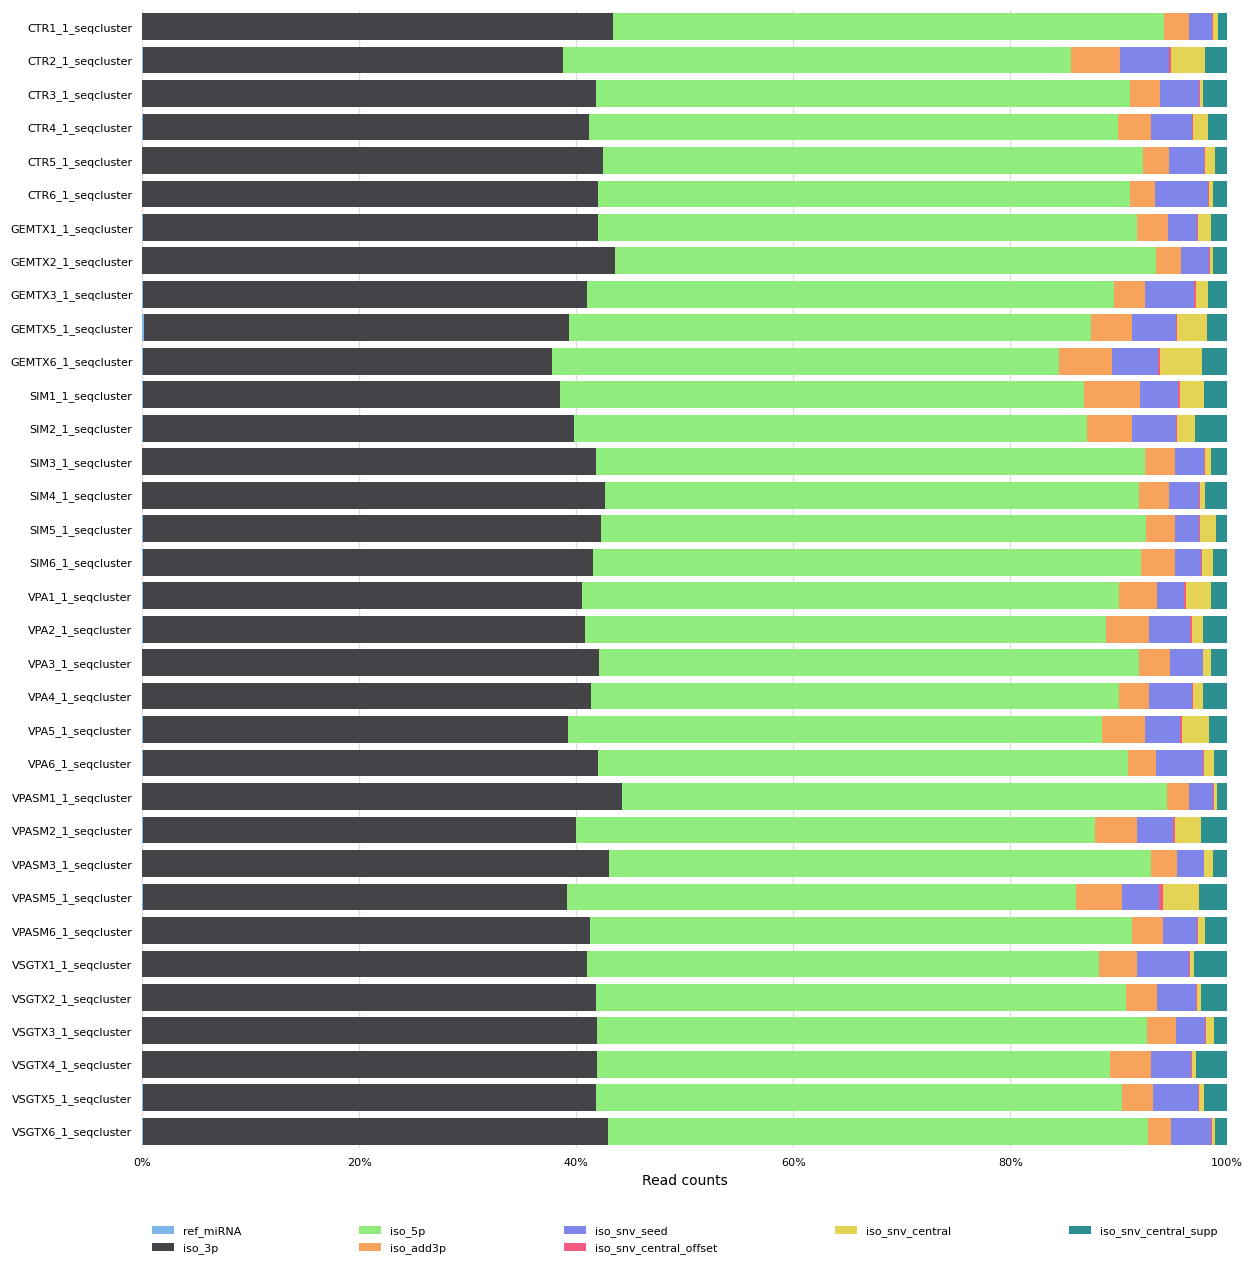 CTR1_1_seqcluster
CTR2_1_seqcluster
CTR3_1_seqcluster
CTR4_1_seqcluster
CTR5_1_seqcluster
CTR6_1_seqcluster
GEMTX1_1_seqcluster
GEMTX2_1_seqcluster
GEMTX3_1_seqcluster
GEMTX5_1_seqcluster
GEMTX6_1_seqcluster
SIM1_1_seqcluster
SIM2_1_seqcluster
SIM3_1_seqcluster
SIM4_1_seqcluster
SIM5_1_seqcluster
SIM6_1_seqcluster
VPA1_1_seqcluster
VPA2_1_seqcluster
VPA3_1_seqcluster
VPA4_1_seqcluster
VPA5_1_seqcluster
VPA6_1_seqcluster
VPASM1_1_seqcluster
VPASM2_1_seqcluster
VPASM3_1_seqcluster
VPASM5_1_seqcluster
VPASM6_1_seqcluster
VSGTX1_1_seqcluster
VSGTX2_1_seqcluster
VSGTX3_1_seqcluster
VSGTX4_1_seqcluster
VSGTX5_1_seqcluster
VSGTX6_1_seqcluster
0% 20% 40% 60% 80% 100%
Read counts
ref_miRNA iso_5p iso_snv_seed iso_snv_central iso_snv_central_supp
iso_3p iso_add3p iso_snv_central_offset